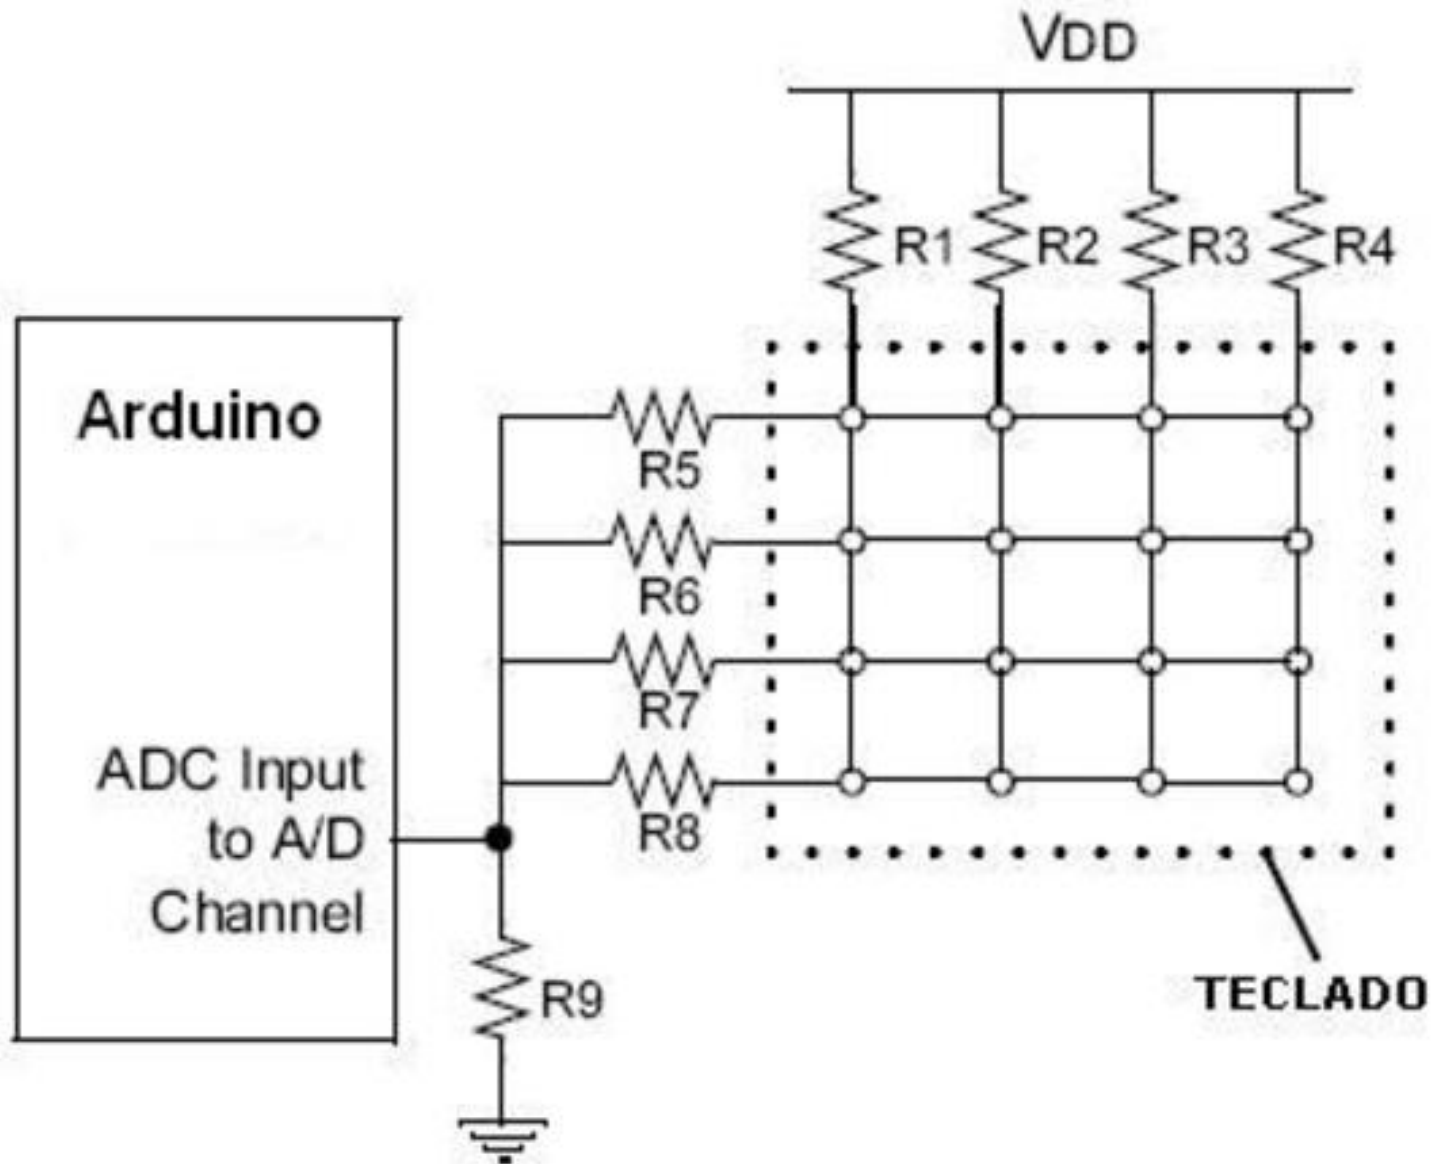 VDD
R1
R2
R3
R4
Arduino
R5
R6
R7
R8
ADC Input
to A/D
Channel
R9
TECLADO